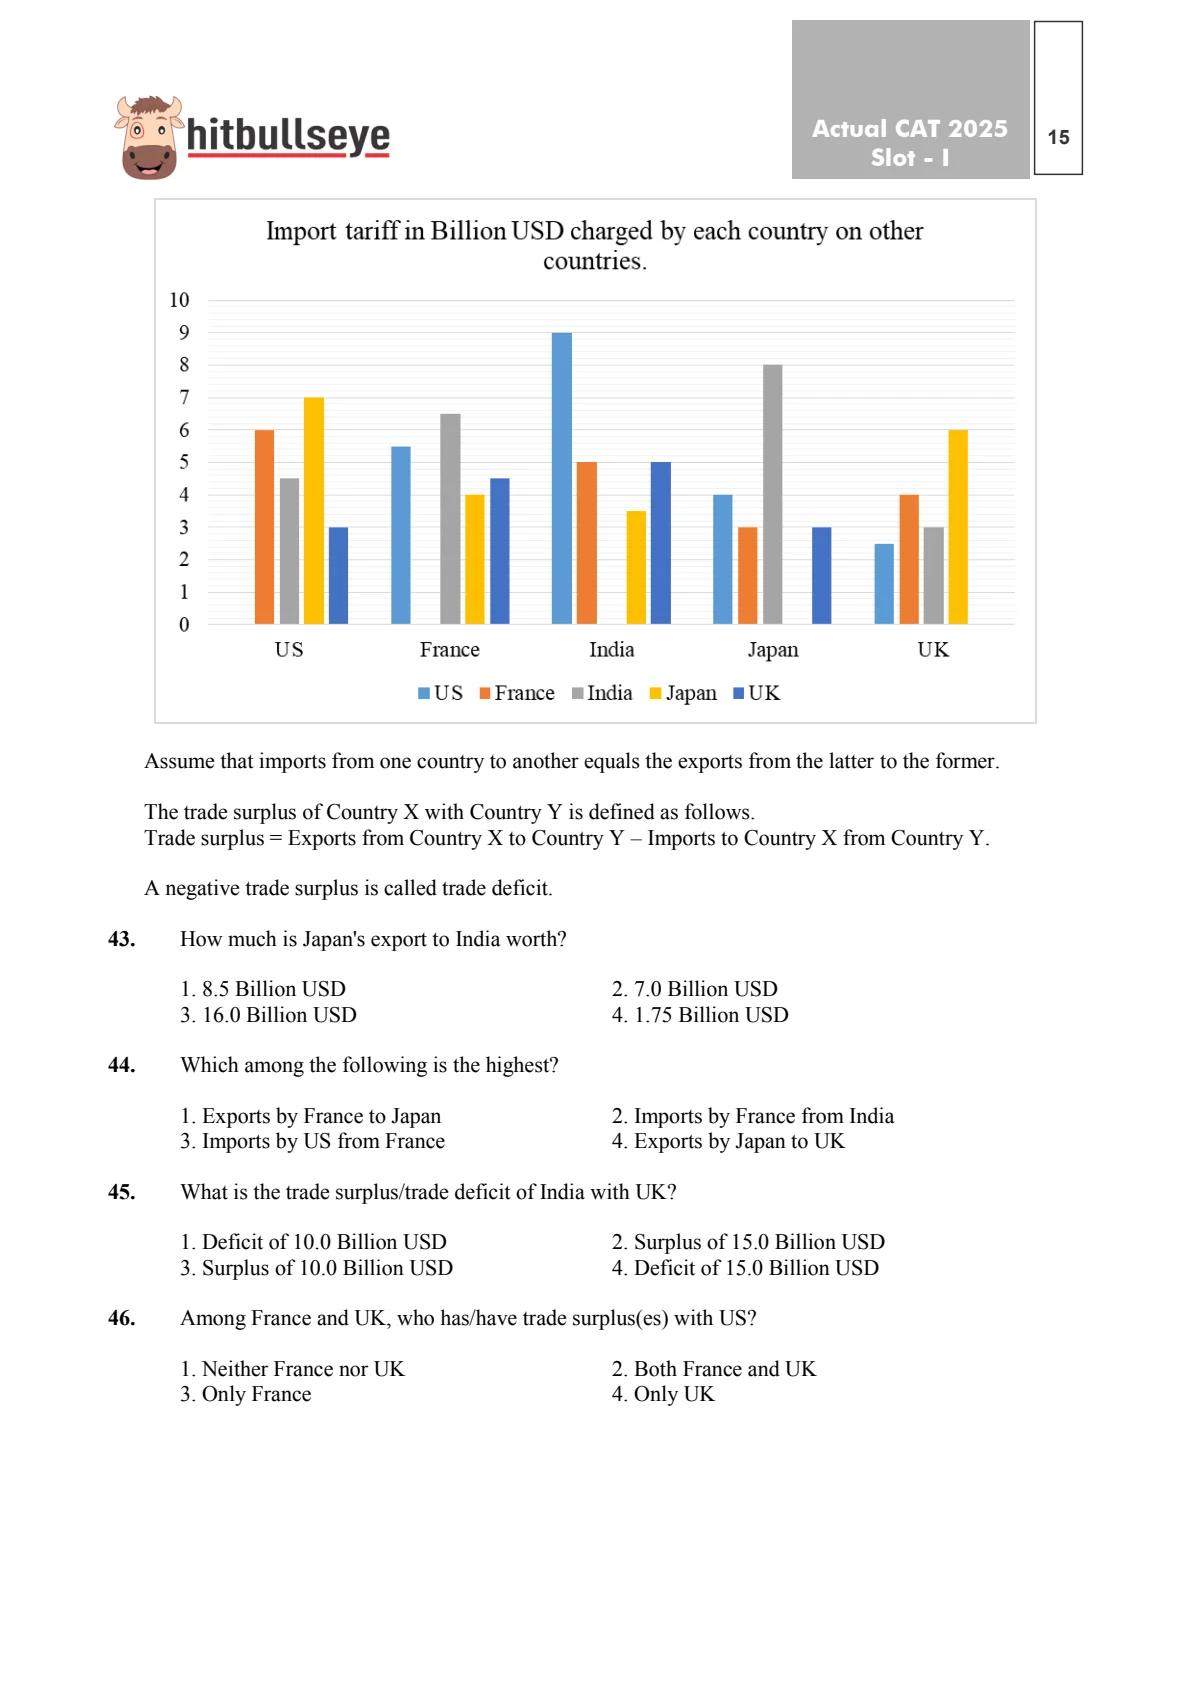 hitbullseye
Actual CAT 2025
Slot - I
15
Import tariff in Billion USD charged by each country on other
countries.
10
9
8
7
6
5
4
3
2
1
0
US France India Japan UK
US France India Japan UK
Assume that imports from one country to another equals the exports from the latter to the former.
The trade surplus of Country X with Country Y is defined as follows.
Trade surplus = Exports from Country X to Country Y – Imports to Country X from Country Y.
A negative trade surplus is called trade deficit.
43. How much is Japan's export to India worth?
1. 8.5 Billion USD 2. 7.0 Billion USD
3. 16.0 Billion USD 4. 1.75 Billion USD
44. Which among the following is the highest?
1. Exports by France to Japan 2. Imports by France from India
3. Imports by US from France 4. Exports by Japan to UK
45. What is the trade surplus/trade deficit of India with UK?
1. Deficit of 10.0 Billion USD 2. Surplus of 15.0 Billion USD
3. Surplus of 10.0 Billion USD 4. Deficit of 15.0 Billion USD
46. Among France and UK, who has/have trade surplus(es) with US?
1. Neither France nor UK 2. Both France and UK
3. Only France 4. Only UK